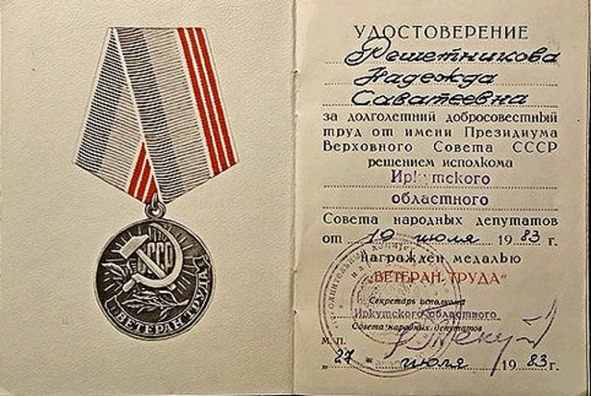 СССР
ВЕТЕРАН ТРУДА
УДОСТОВЕРЕНИЕ
Решетникова
Надежда
Саватеевна
за долголетний добросовестный
труд от имени Президиума
Верховного Совета СССР
решением исполкома
Иркутского
областного
Совета народных депутатов
от 19 июля 1983 г.
награжден медалью
"ВЕТЕРАН ТРУДА"
Секретарь исполкома
Иркутского областного
Совета народных депутатов
М. П.
"27" июля 1983 г.